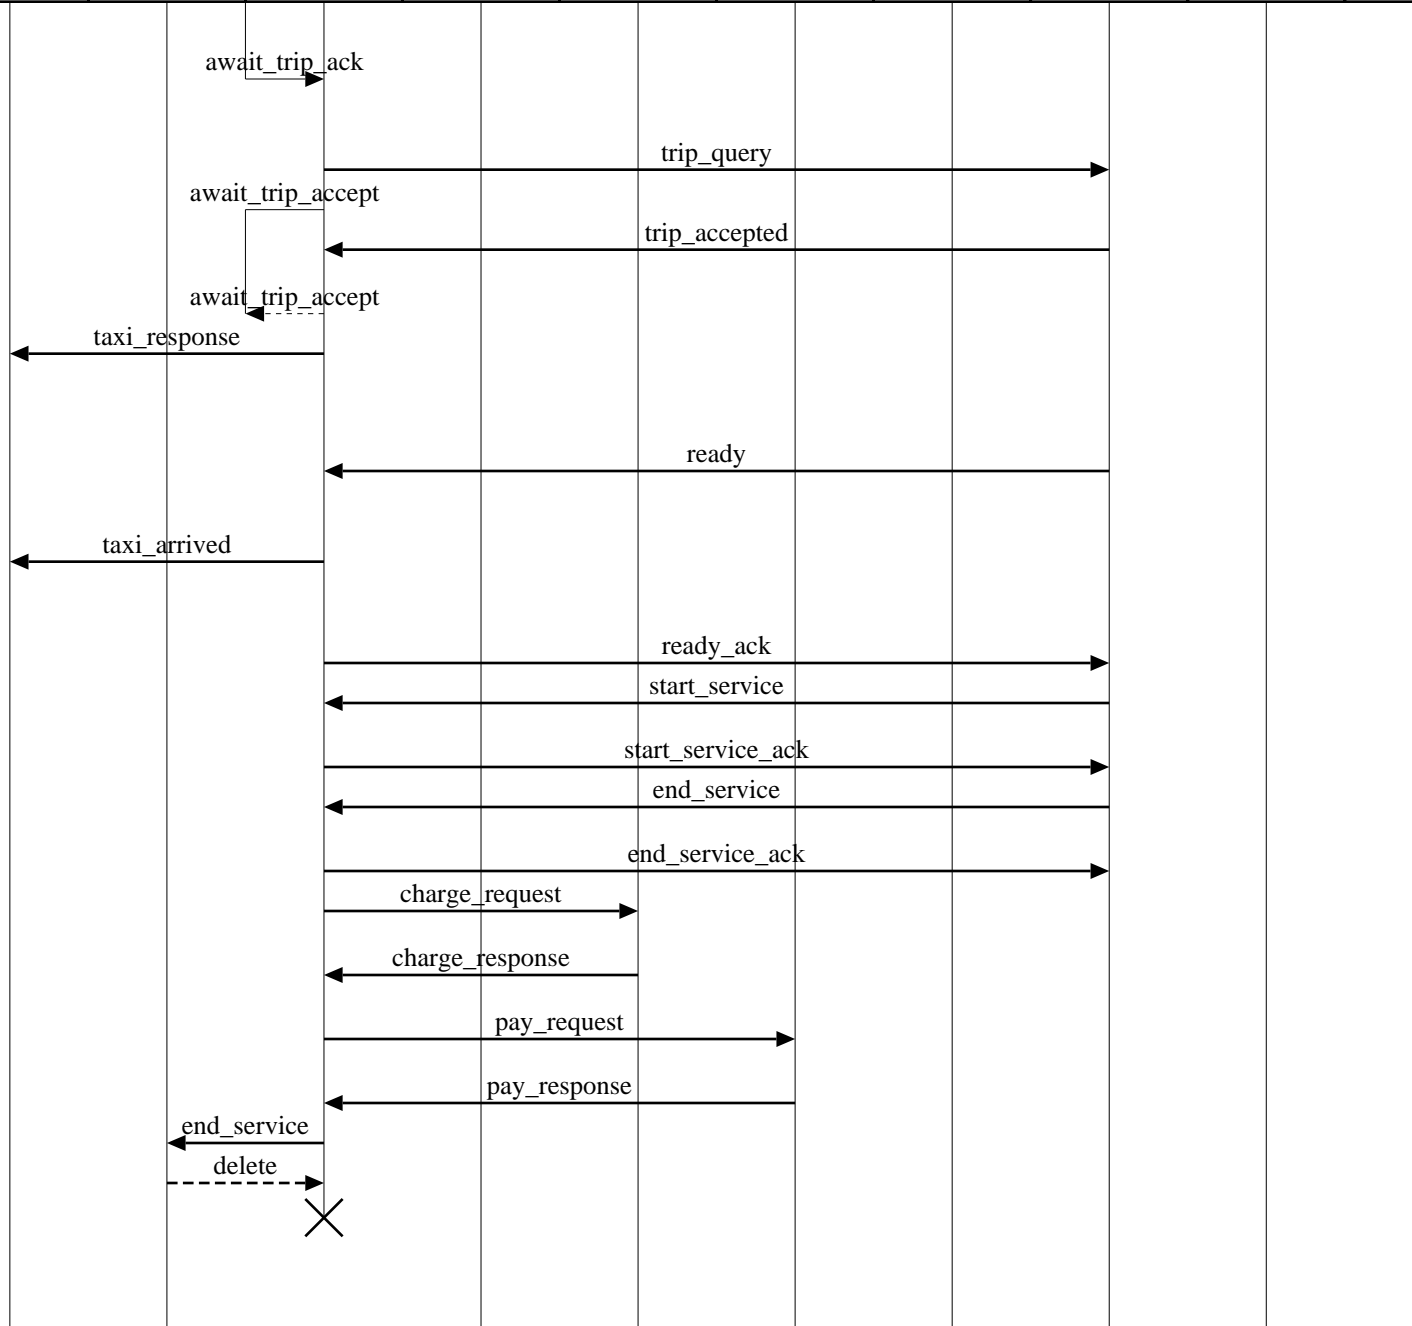 await_trip_ack
trip_query
await_trip_accept
trip_accepted
await_trip_accept
taxi_response
ready
taxi_arrived
ready_ack
start_service
start_service_ack
end_service
end_service_ack
charge_request
charge_response
pay_request
pay_response
end_service
delete